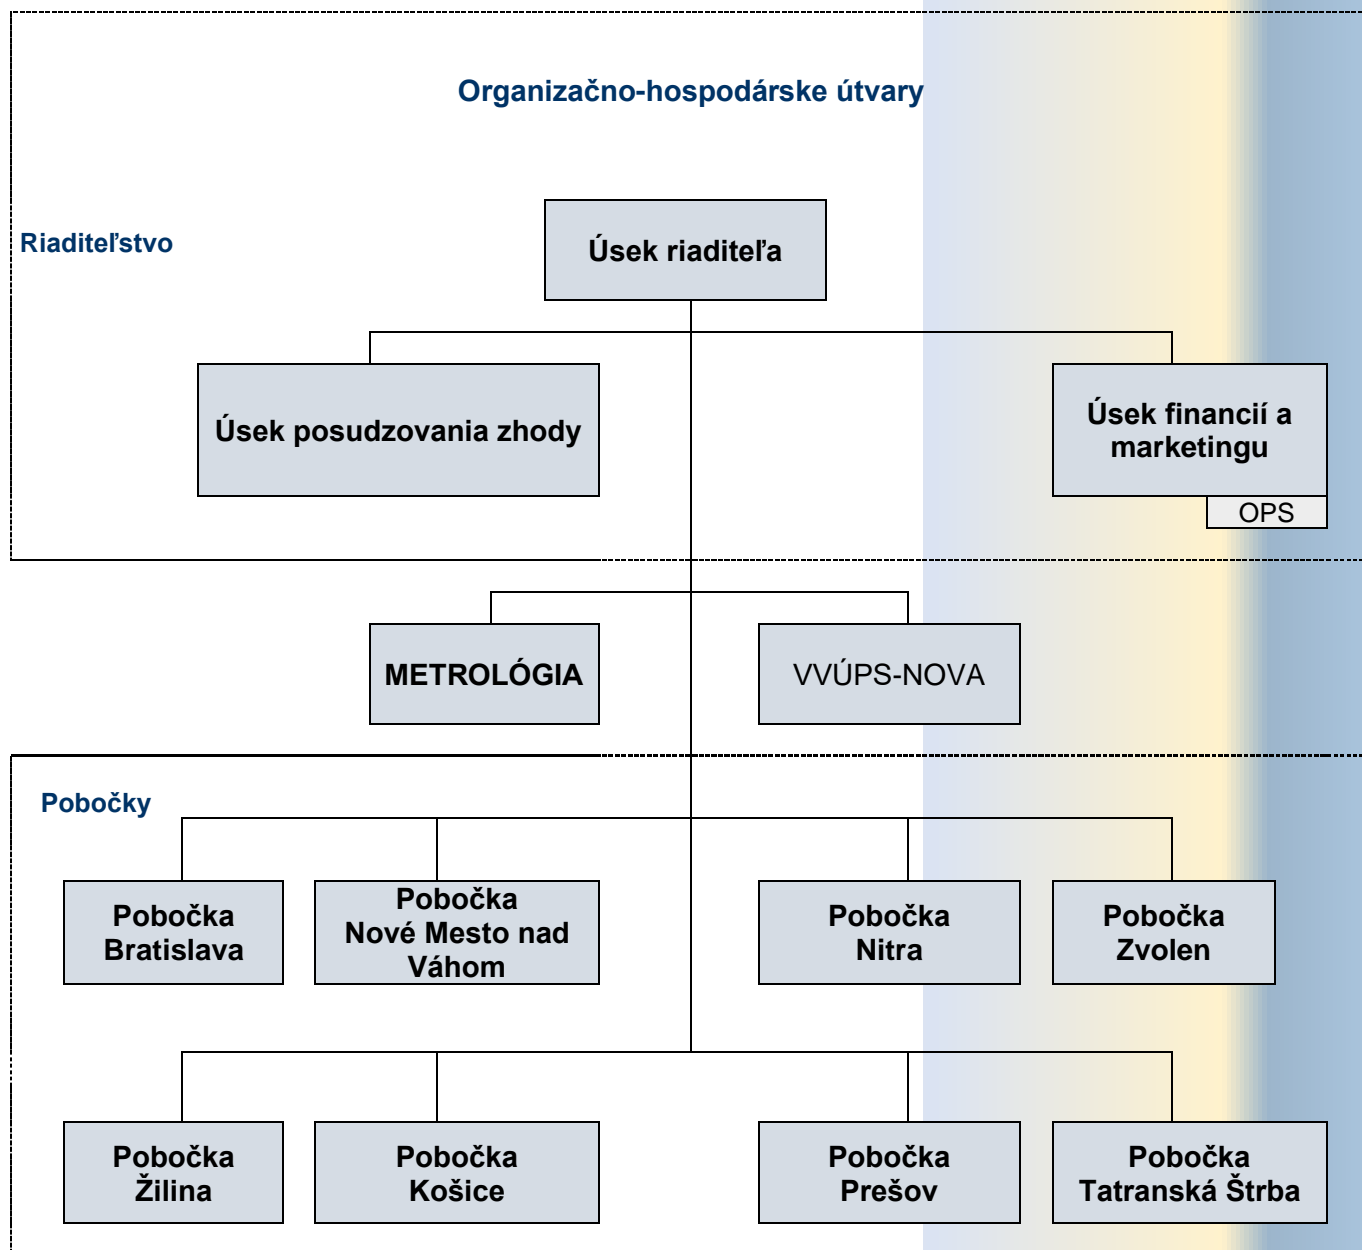 Organizačno-hospodárske útvary
Riaditeľstvo
Úsek riaditeľa
Úsek posudzovania zhody
Úsek financií a
marketingu
OPS
METROLÓGIA
VVÚPS-NOVA
Pobočky
Pobočka
Bratislava
Pobočka
Nové Mesto nad
Váhom
Pobočka
Nitra
Pobočka
Zvolen
Pobočka
Žilina
Pobočka
Košice
Pobočka
Prešov
Pobočka
Tatranská Štrba